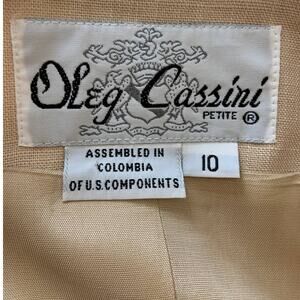 Oleg Cassini
PETITE ®
ASSEMBLED IN
COLOMBIA
OF U.S. COMPONENTS
10